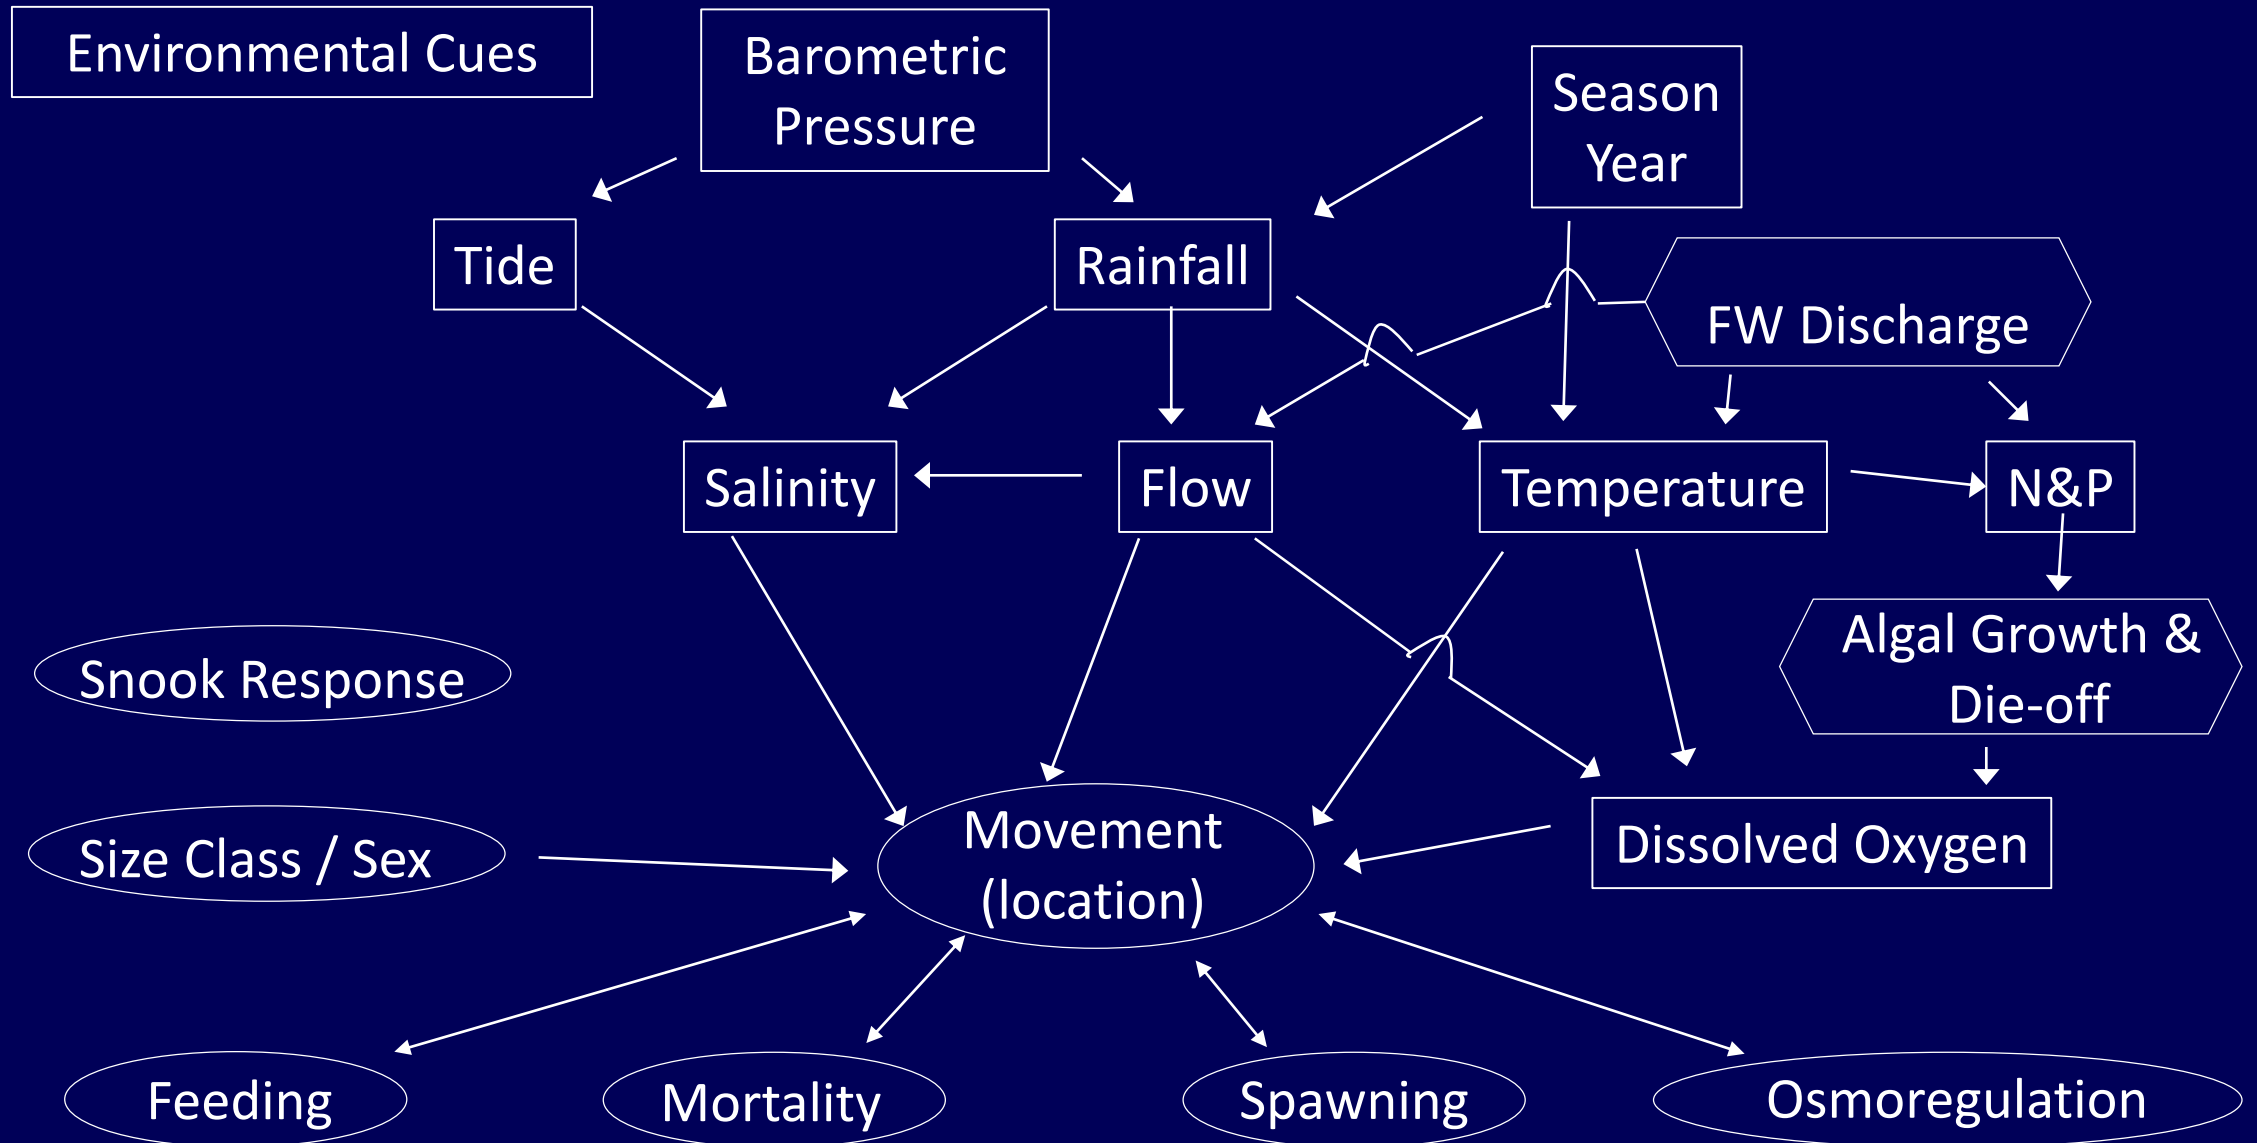 Environmental Cues
Barometric
Pressure
Season
Year
Tide
Rainfall
FW Discharge
Salinity
Flow
Temperature
N&P
Algal Growth &
Die-off
Snook Response
Size Class / Sex
Movement
(location)
Dissolved Oxygen
Feeding
Mortality
Spawning
Osmoregulation